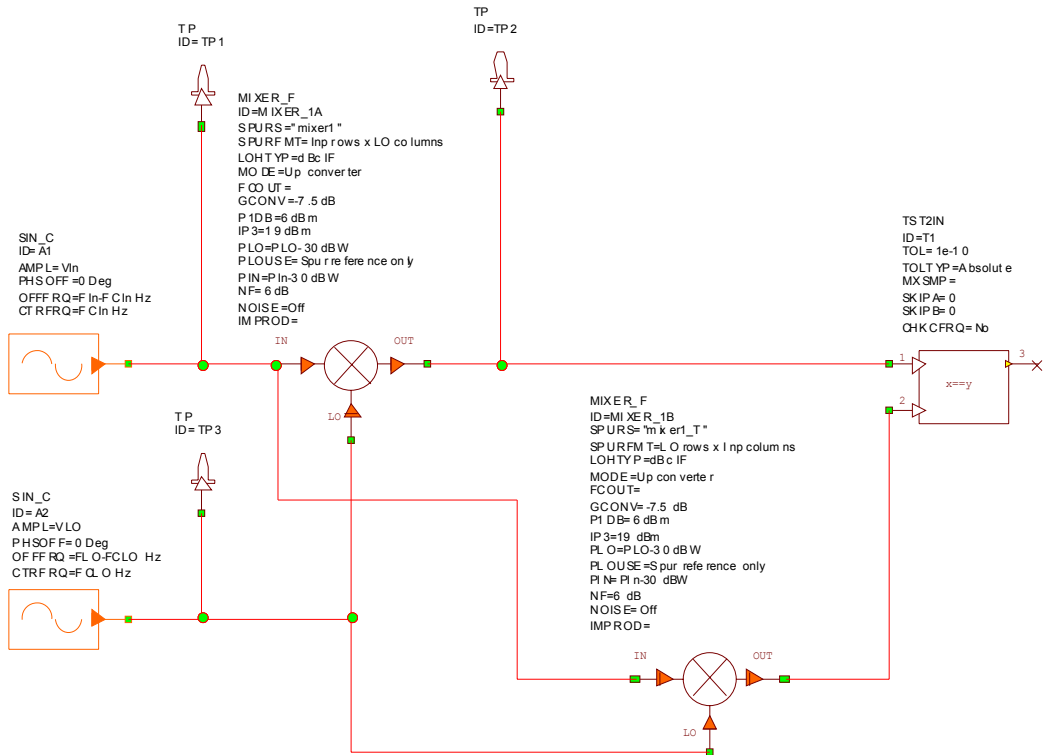 TP
ID=TP1
TP
ID=TP2
MIXER_F
ID=MIXER_1A
SPURS="mixer1"
SPURFMT=Inp rows x LO columns
LOHTYP=dBc IF
MODE=Up converter
FCOUT=
GCONV=-7.5 dB
P1DB=6 dBm
IP3=19 dBm
PLO=PLO-30 dBW
PLOUSE=Spur reference only
PIN=PIn-30 dBW
NF=6 dB
NOISE=Off
IMPROD=
SIN_C
ID=A1
AMPL=VIn
PHSOFF=0 Deg
OFFFRQ=FIn-FCIn Hz
CTRFRQ=FCIn Hz
IN
OUT
LO
TST2IN
ID=T1
TOL=1e-10
TOLTYP=Absolute
MXSMP=
SKIPA=0
SKIPB=0
CHKCFRQ=No
1
3
x==y
2
TP
ID=TP3
SIN_C
ID=A2
AMPL=VLO
PHSOFF=0 Deg
OFFFRQ=FLO-FCLO Hz
CTRFRQ=FCLO Hz
MIXER_F
ID=MIXER_1B
SPURS="mixer1_T"
SPURFMT=LO rows x Inp columns
LOHTYP=dBc IF
MODE=Up converter
FCOUT=
GCONV=-7.5 dB
P1DB=6 dBm
IP3=19 dBm
PLO=PLO-30 dBW
PLOUSE=Spur reference only
PIN=PIn-30 dBW
NF=6 dB
NOISE=Off
IMPROD=
IN
OUT
LO